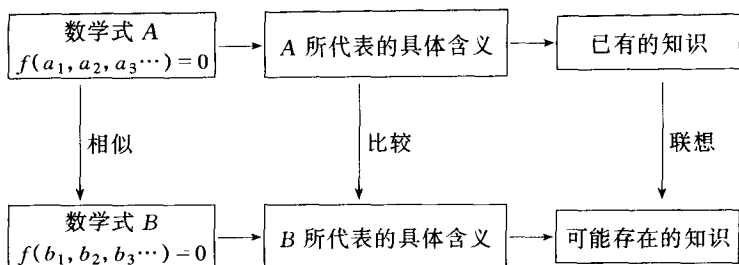 数学式 A
f(a₁, a₂, a₃⋯) = 0
A 所代表的具体含义
已有的知识
相似
比较
联想
数学式 B
f(b₁, b₂, b₃⋯) = 0
B 所代表的具体含义
可能存在的知识